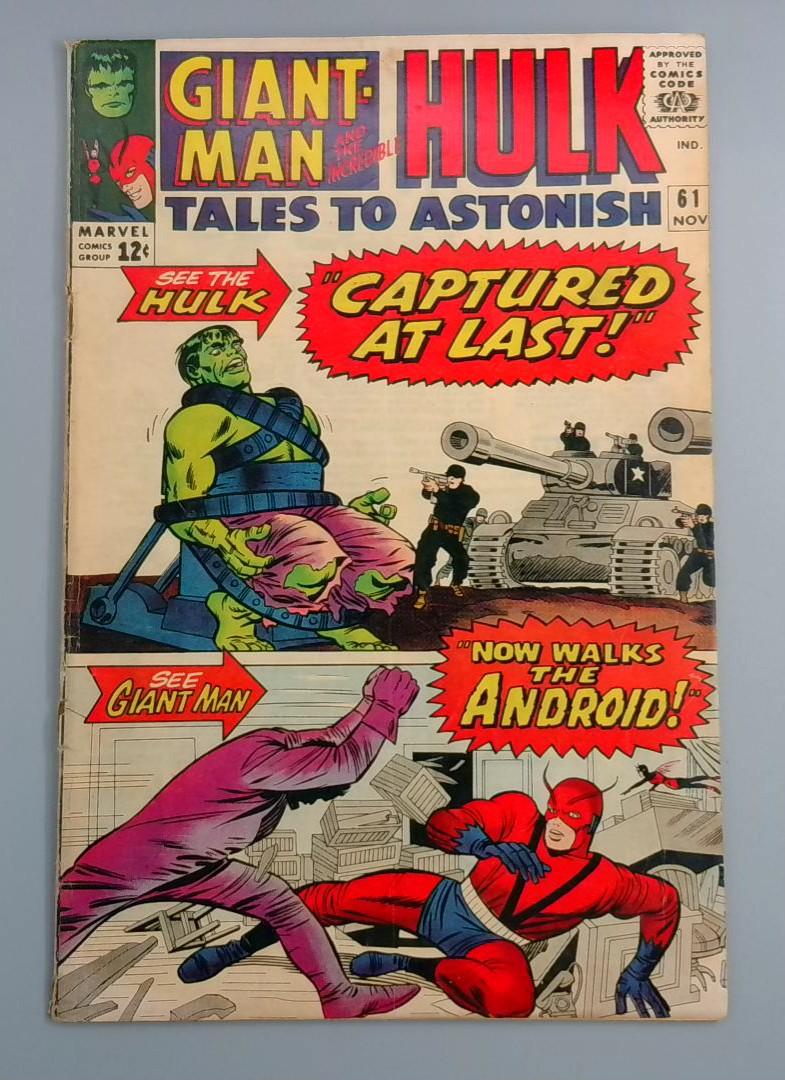 GIANT-
MAN
AND
THE
INCREDIBLE
HULK
TALES TO ASTONISH
APPROVED
BY THE
COMICS
CODE
CA
AUTHORITY
IND.
61
NOV
MARVEL
COMICS
GROUP 12¢
SEE THE
HULK
"CAPTURED
AT LAST!"
SEE
GIANT MAN
"NOW WALKS
THE
ANDROID!"